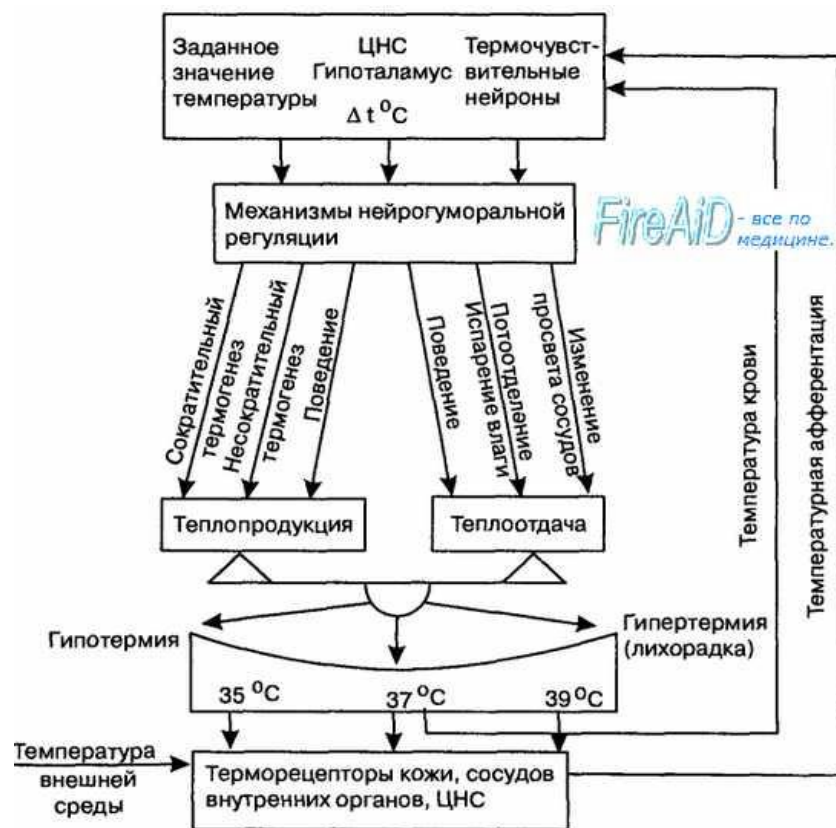 Заданное
значение
температуры
ЦНС
Гипоталамус
Δ t °C
Термочувст-
вительные
нейроны
Механизмы нейрогуморальной
регуляции
FireAiD - все по
медицине.
Сократительный
термогенез
Несократительный
термогенез
Поведение
Поведение
Потоотделение
Испарение влаги
Изменение
просвета сосудов
Температура крови
Температурная афферентация
Теплопродукция
Теплоотдача
Гипотермия
Гипертермия
(лихорадка)
35 °C
37 °C
39 °C
Температура
внешней
среды
Терморецепторы кожи, сосудов
внутренних органов, ЦНС